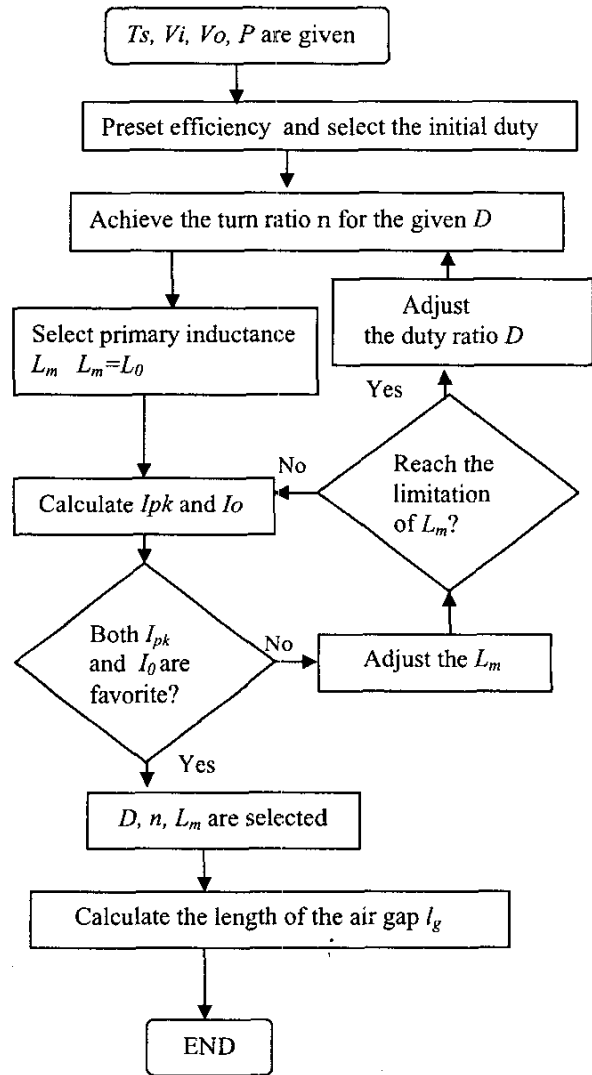 Ts, Vi, Vo, P are given
Preset efficiency and select the initial duty
Achieve the turn ratio n for the given D
Adjust
the duty ratio D
Select primary inductance
Lm Lm=L0
Yes
No
Reach the
limitation
of Lm?
Calculate Ipk and Io
Both Ipk
and I0 are
favorite?
No
Adjust the Lm
Yes
D, n, Lm are selected
Calculate the length of the air gap lg
END